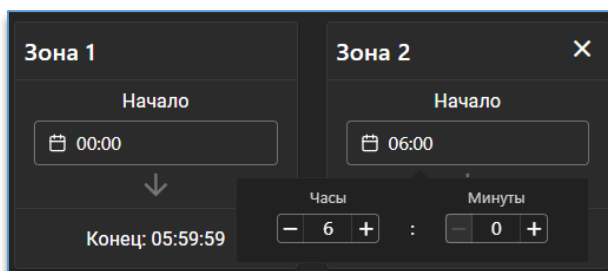 Зона 1
Начало
00:00
Конец: 05:59:59
Зона 2
Начало
06:00
Часы
Минуты
6 : 0